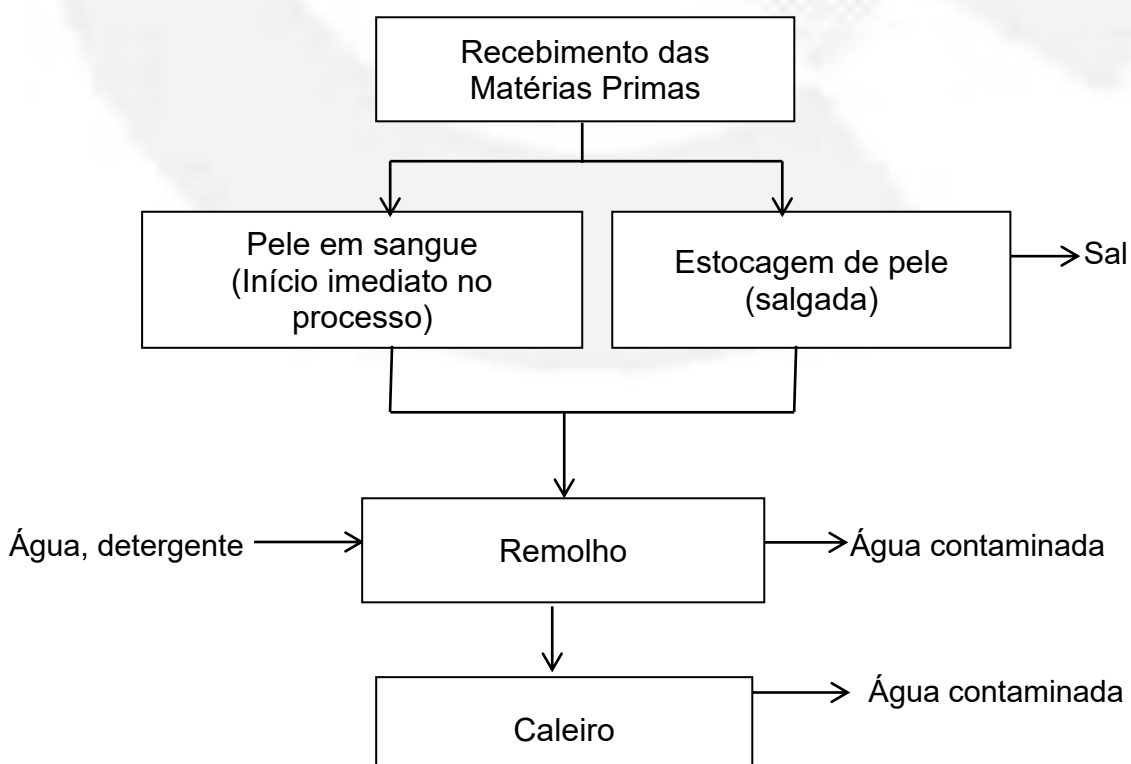 Recebimento das
Matérias Primas
Pele em sangue
(Início imediato no
processo)
Estocagem de pele
(salgada)
Sal
Água, detergente
Remolho
Água contaminada
Caleiro
Água contaminada